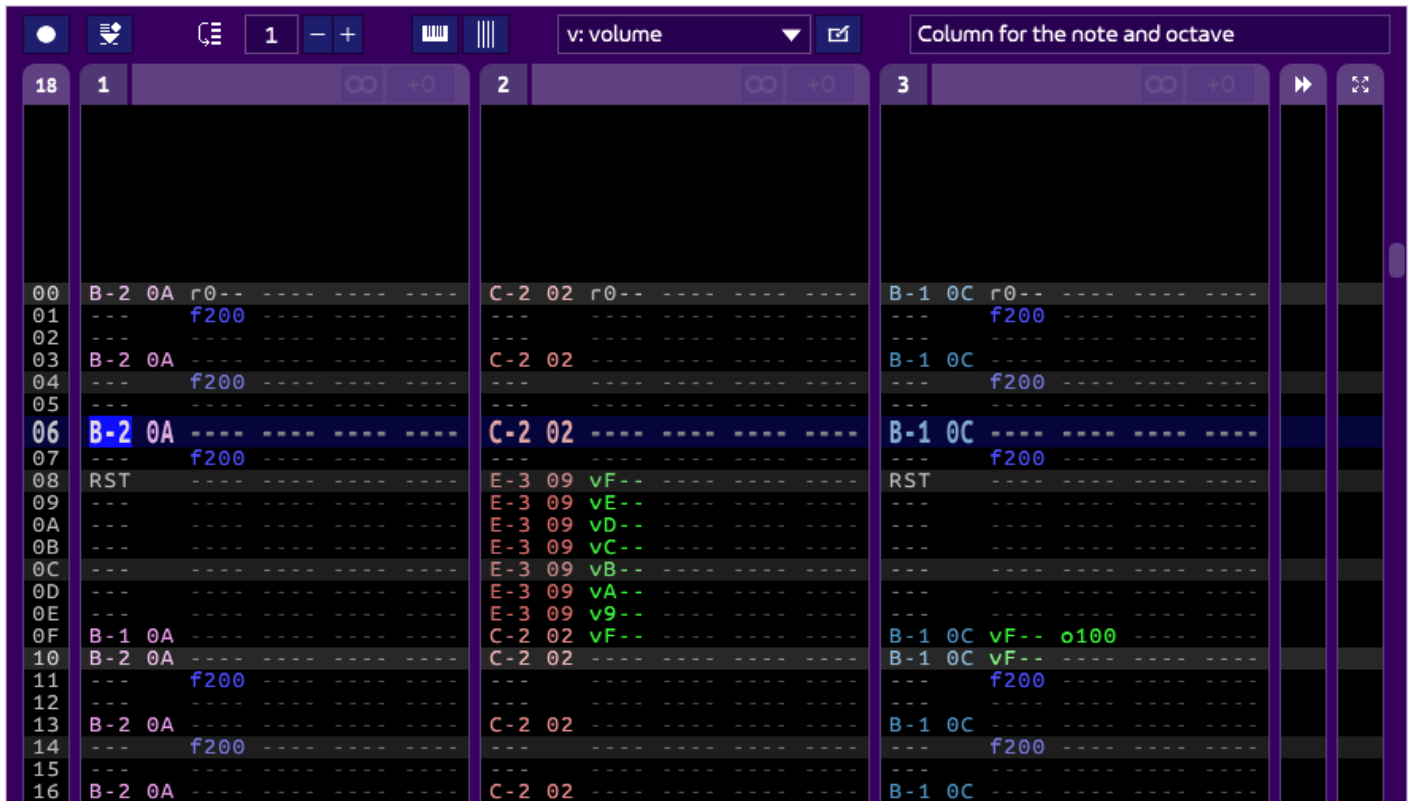 1 − + v: volume Column for the note and octave
18 1 +0 2 +0 3 +0
00 B-2 0A r0-- ---- ---- ---- C-2 02 r0-- ---- ---- ---- B-1 0C r0-- ---- ---- ----
01 --- f200 ---- ---- ---- --- ---- ---- ---- ---- --- f200 ---- ---- ----
02 --- ---- ---- ---- ---- --- ---- ---- ---- ---- --- ---- ---- ---- ----
03 B-2 0A ---- ---- ---- ---- C-2 02 ---- ---- ---- ---- B-1 0C ---- ---- ---- ----
04 --- f200 ---- ---- ---- --- ---- ---- ---- ---- --- f200 ---- ---- ----
05 --- ---- ---- ---- ---- --- ---- ---- ---- ---- --- ---- ---- ---- ----
06 B-2 0A ---- ---- ---- ---- C-2 02 ---- ---- ---- ---- B-1 0C ---- ---- ---- ----
07 --- f200 ---- ---- ---- --- ---- ---- ---- ---- --- f200 ---- ---- ----
08 RST ---- ---- ---- ---- E-3 09 vF-- ---- ---- ---- RST ---- ---- ---- ----
09 --- ---- ---- ---- ---- E-3 09 vE-- ---- ---- ---- --- ---- ---- ---- ----
0A --- ---- ---- ---- ---- E-3 09 vD-- ---- ---- ---- --- ---- ---- ---- ----
0B --- ---- ---- ---- ---- E-3 09 vC-- ---- ---- ---- --- ---- ---- ---- ----
0C --- ---- ---- ---- ---- E-3 09 vB-- ---- ---- ---- --- ---- ---- ---- ----
0D --- ---- ---- ---- ---- E-3 09 vA-- ---- ---- ---- --- ---- ---- ---- ----
0E --- ---- ---- ---- ---- E-3 09 v9-- ---- ---- ---- --- ---- ---- ---- ----
0F B-1 0A ---- ---- ---- ---- C-2 02 vF-- ---- ---- ---- B-1 0C vF-- o100 ---- ----
10 B-2 0A ---- ---- ---- ---- C-2 02 ---- ---- ---- ---- B-1 0C vF-- ---- ---- ----
11 --- f200 ---- ---- ---- --- ---- ---- ---- ---- --- f200 ---- ---- ----
12 --- ---- ---- ---- ---- --- ---- ---- ---- ---- --- ---- ---- ---- ----
13 B-2 0A ---- ---- ---- ---- C-2 02 ---- ---- ---- ---- B-1 0C ---- ---- ---- ----
14 --- f200 ---- ---- ---- --- ---- ---- ---- ---- --- f200 ---- ---- ----
15 --- ---- ---- ---- ---- --- ---- ---- ---- ---- --- ---- ---- ---- ----
16 B-2 0A ---- ---- ---- ---- C-2 02 ---- ---- ---- ---- B-1 0C ---- ---- ---- ----